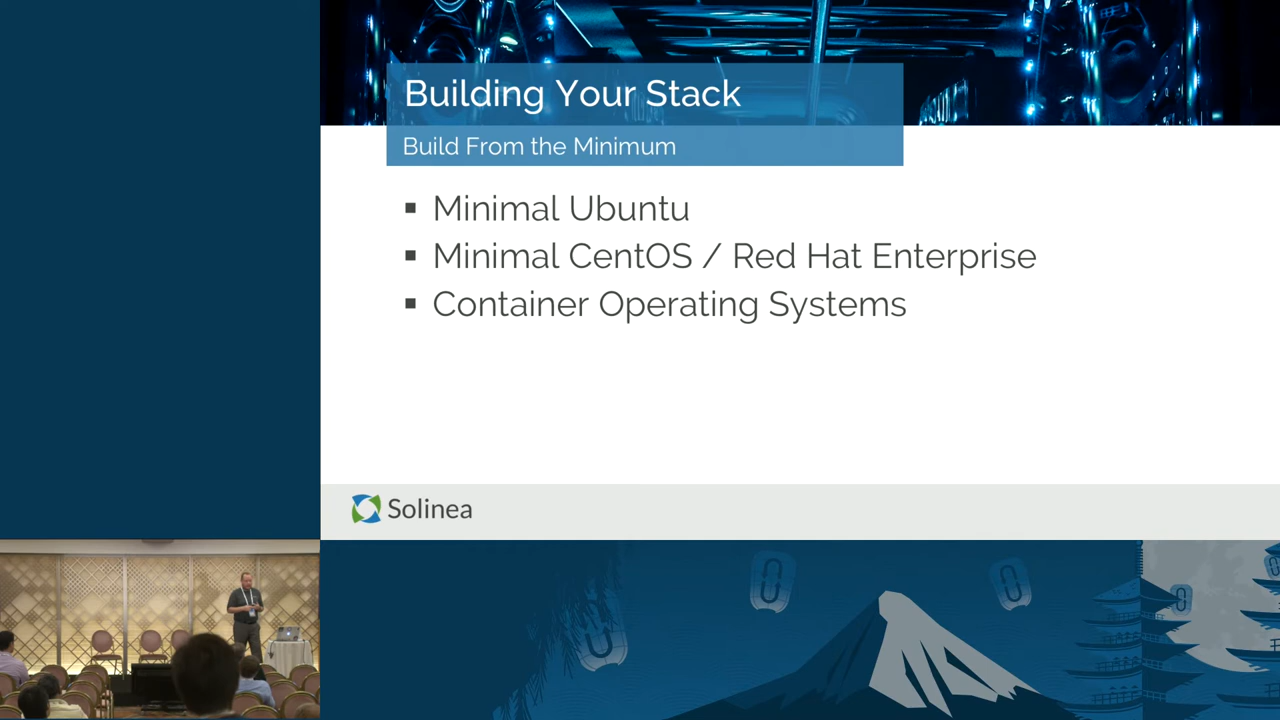 Building Your Stack
Build From the Minimum
▪ Minimal Ubuntu
▪ Minimal CentOS / Red Hat Enterprise
▪ Container Operating Systems
Solinea